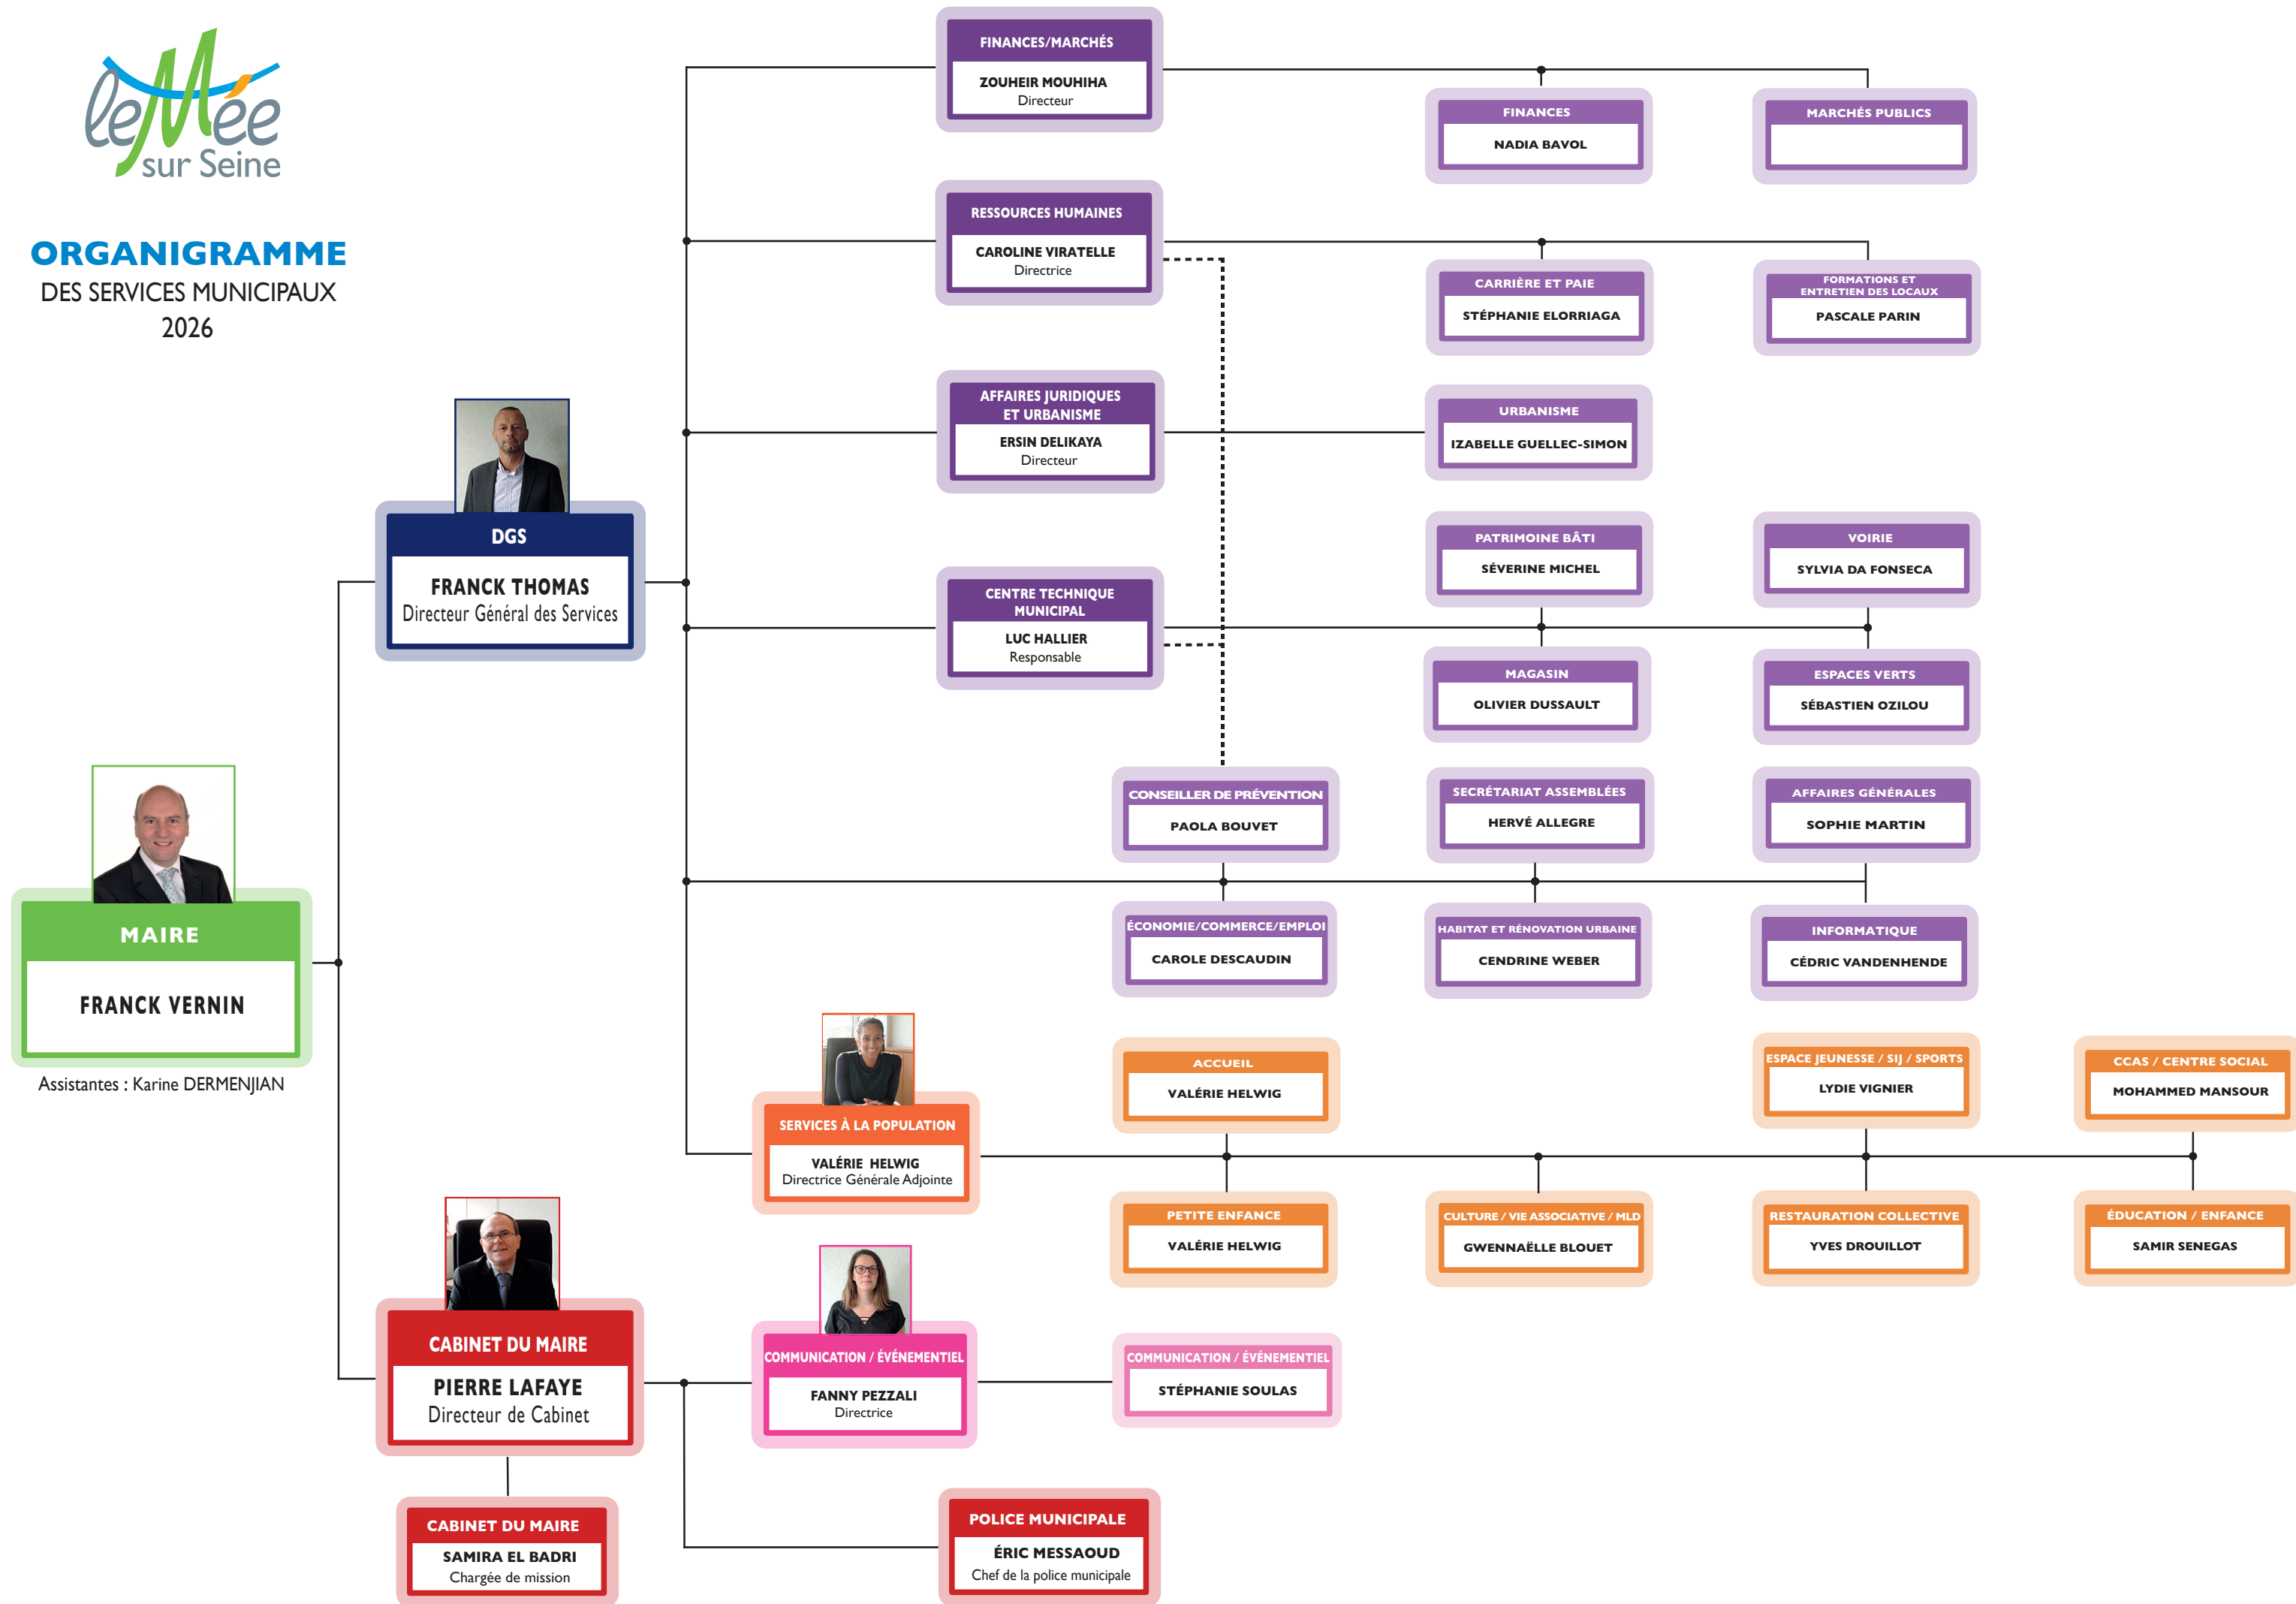 le Mée
sur Seine
ORGANIGRAMME
DES SERVICES MUNICIPAUX
2026
MAIRE
FRANCK VERNIN
Assistantes : Karine DERMENJIAN
DGS
FRANCK THOMAS
Directeur Général des Services
FINANCES/MARCHÉS
ZOUHEIR MOUHIHA
Directeur
FINANCES
NADIA BAVOL
MARCHÉS PUBLICS
RESSOURCES HUMAINES
CAROLINE VIRATELLE
Directrice
CARRIÈRE ET PAIE
STÉPHANIE ELORRIAGA
FORMATIONS ET
ENTRETIEN DES LOCAUX
PASCALE PARIN
AFFAIRES JURIDIQUES
ET URBANISME
ERSIN DELIKAYA
Directeur
URBANISME
IZABELLE GUELLEC-SIMON
CENTRE TECHNIQUE
MUNICIPAL
LUC HALLIER
Responsable
PATRIMOINE BÂTI
SÉVERINE MICHEL
VOIRIE
SYLVIA DA FONSECA
MAGASIN
OLIVIER DUSSAULT
ESPACES VERTS
SÉBASTIEN OZILOU
CONSEILLER DE PRÉVENTION
PAOLA BOUVET
SECRÉTARIAT ASSEMBLÉES
HERVÉ ALLEGRE
AFFAIRES GÉNÉRALES
SOPHIE MARTIN
ÉCONOMIE/COMMERCE/EMPLOI
CAROLE DESCAUDIN
HABITAT ET RÉNOVATION URBAINE
CENDRINE WEBER
INFORMATIQUE
CÉDRIC VANDENHENDE
SERVICES À LA POPULATION
VALÉRIE HELWIG
Directrice Générale Adjointe
ACCUEIL
VALÉRIE HELWIG
ESPACE JEUNESSE / SIJ / SPORTS
LYDIE VIGNIER
CCAS / CENTRE SOCIAL
MOHAMMED MANSOUR
PETITE ENFANCE
VALÉRIE HELWIG
CULTURE / VIE ASSOCIATIVE / MLD
GWENNAËLLE BLOUET
RESTAURATION COLLECTIVE
YVES DROUILLOT
ÉDUCATION / ENFANCE
SAMIR SENEGAS
CABINET DU MAIRE
PIERRE LAFAYE
Directeur de Cabinet
COMMUNICATION / ÉVÉNEMENTIEL
FANNY PEZZALI
Directrice
COMMUNICATION / ÉVÉNEMENTIEL
STÉPHANIE SOULAS
CABINET DU MAIRE
SAMIRA EL BADRI
Chargée de mission
POLICE MUNICIPALE
ÉRIC MESSAOUD
Chef de la police municipale